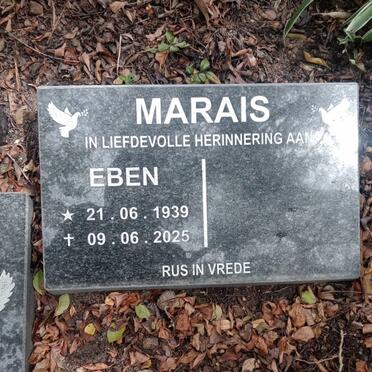 MARAIS
IN LIEFDEVOLLE HERINNERING AAN
EBEN
★ 21 . 06 . 1939
✝ 09 . 06 . 2025
RUS IN VREDE